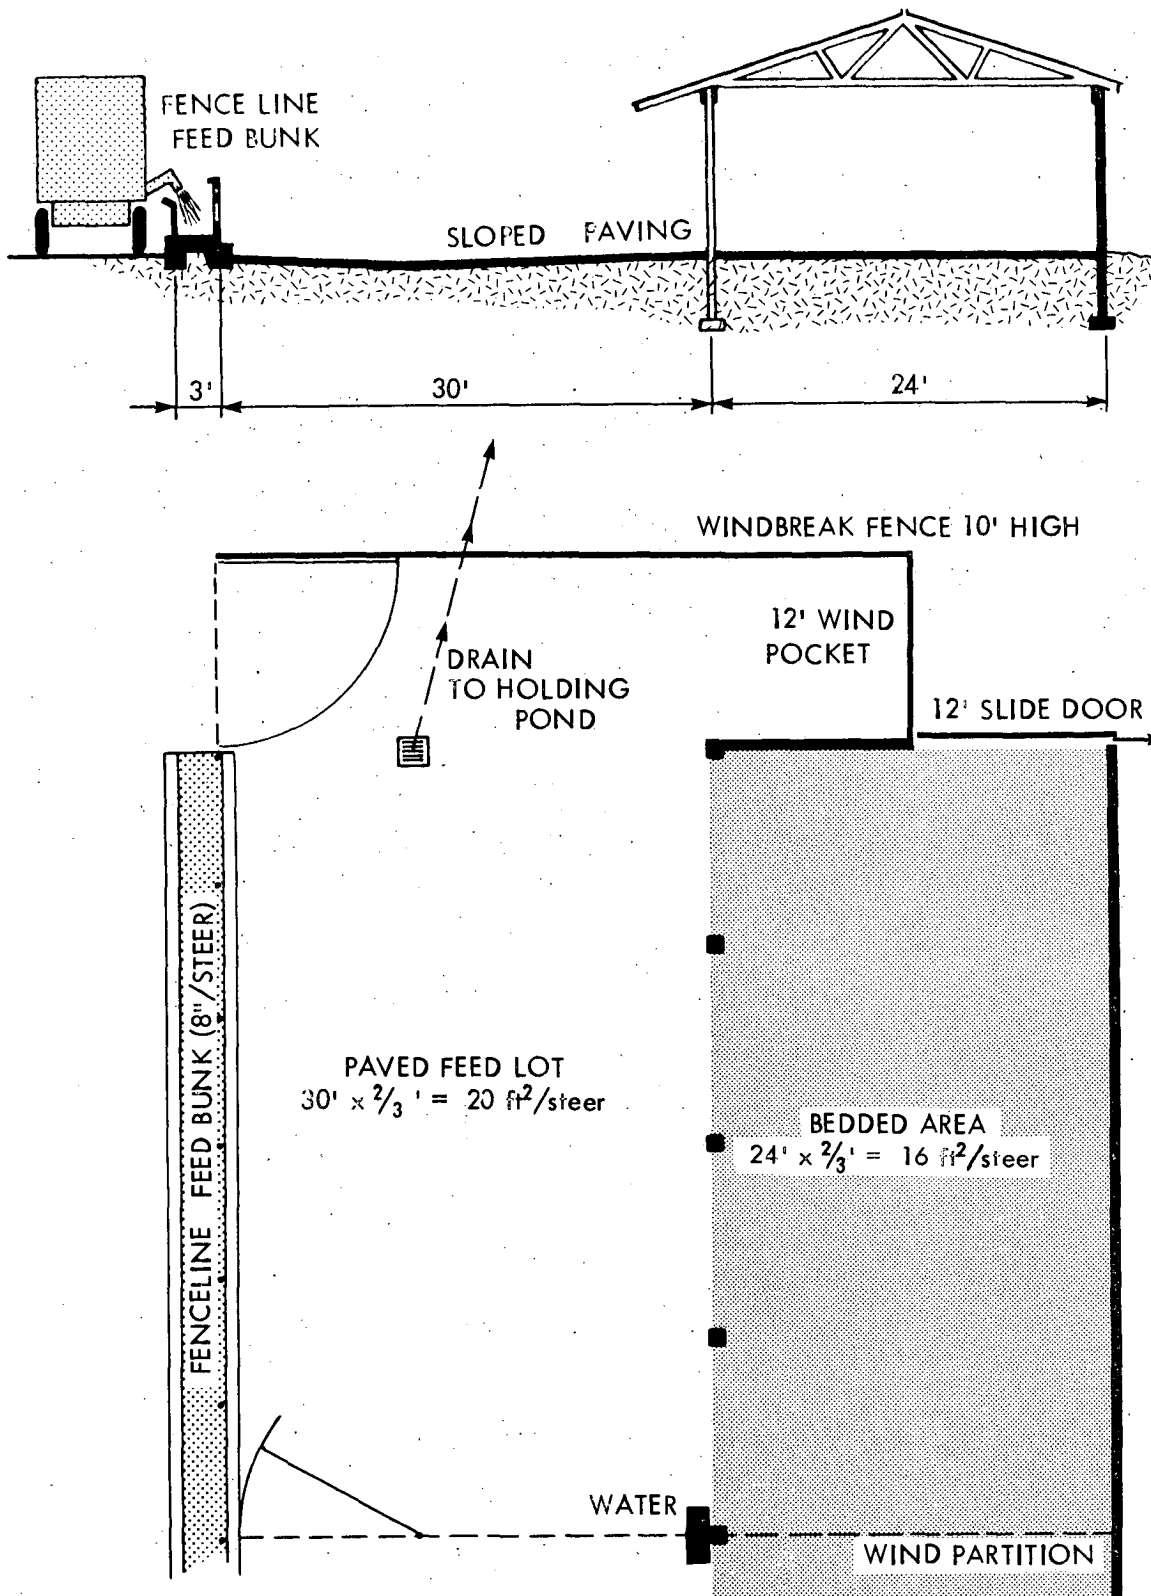 FENCE LINE
FEED BUNK
SLOPED PAVING
3'
30'
24'
WINDBREAK FENCE 10' HIGH
12' WIND
POCKET
DRAIN
TO HOLDING
POND
12' SLIDE DOOR
FENCELINE FEED BUNK (8"/STEER)
PAVED FEED LOT
30' x 2/3' = 20 ft²/steer
BEDDED AREA
24' x 2/3' = 16 ft²/steer
WATER
WIND PARTITION